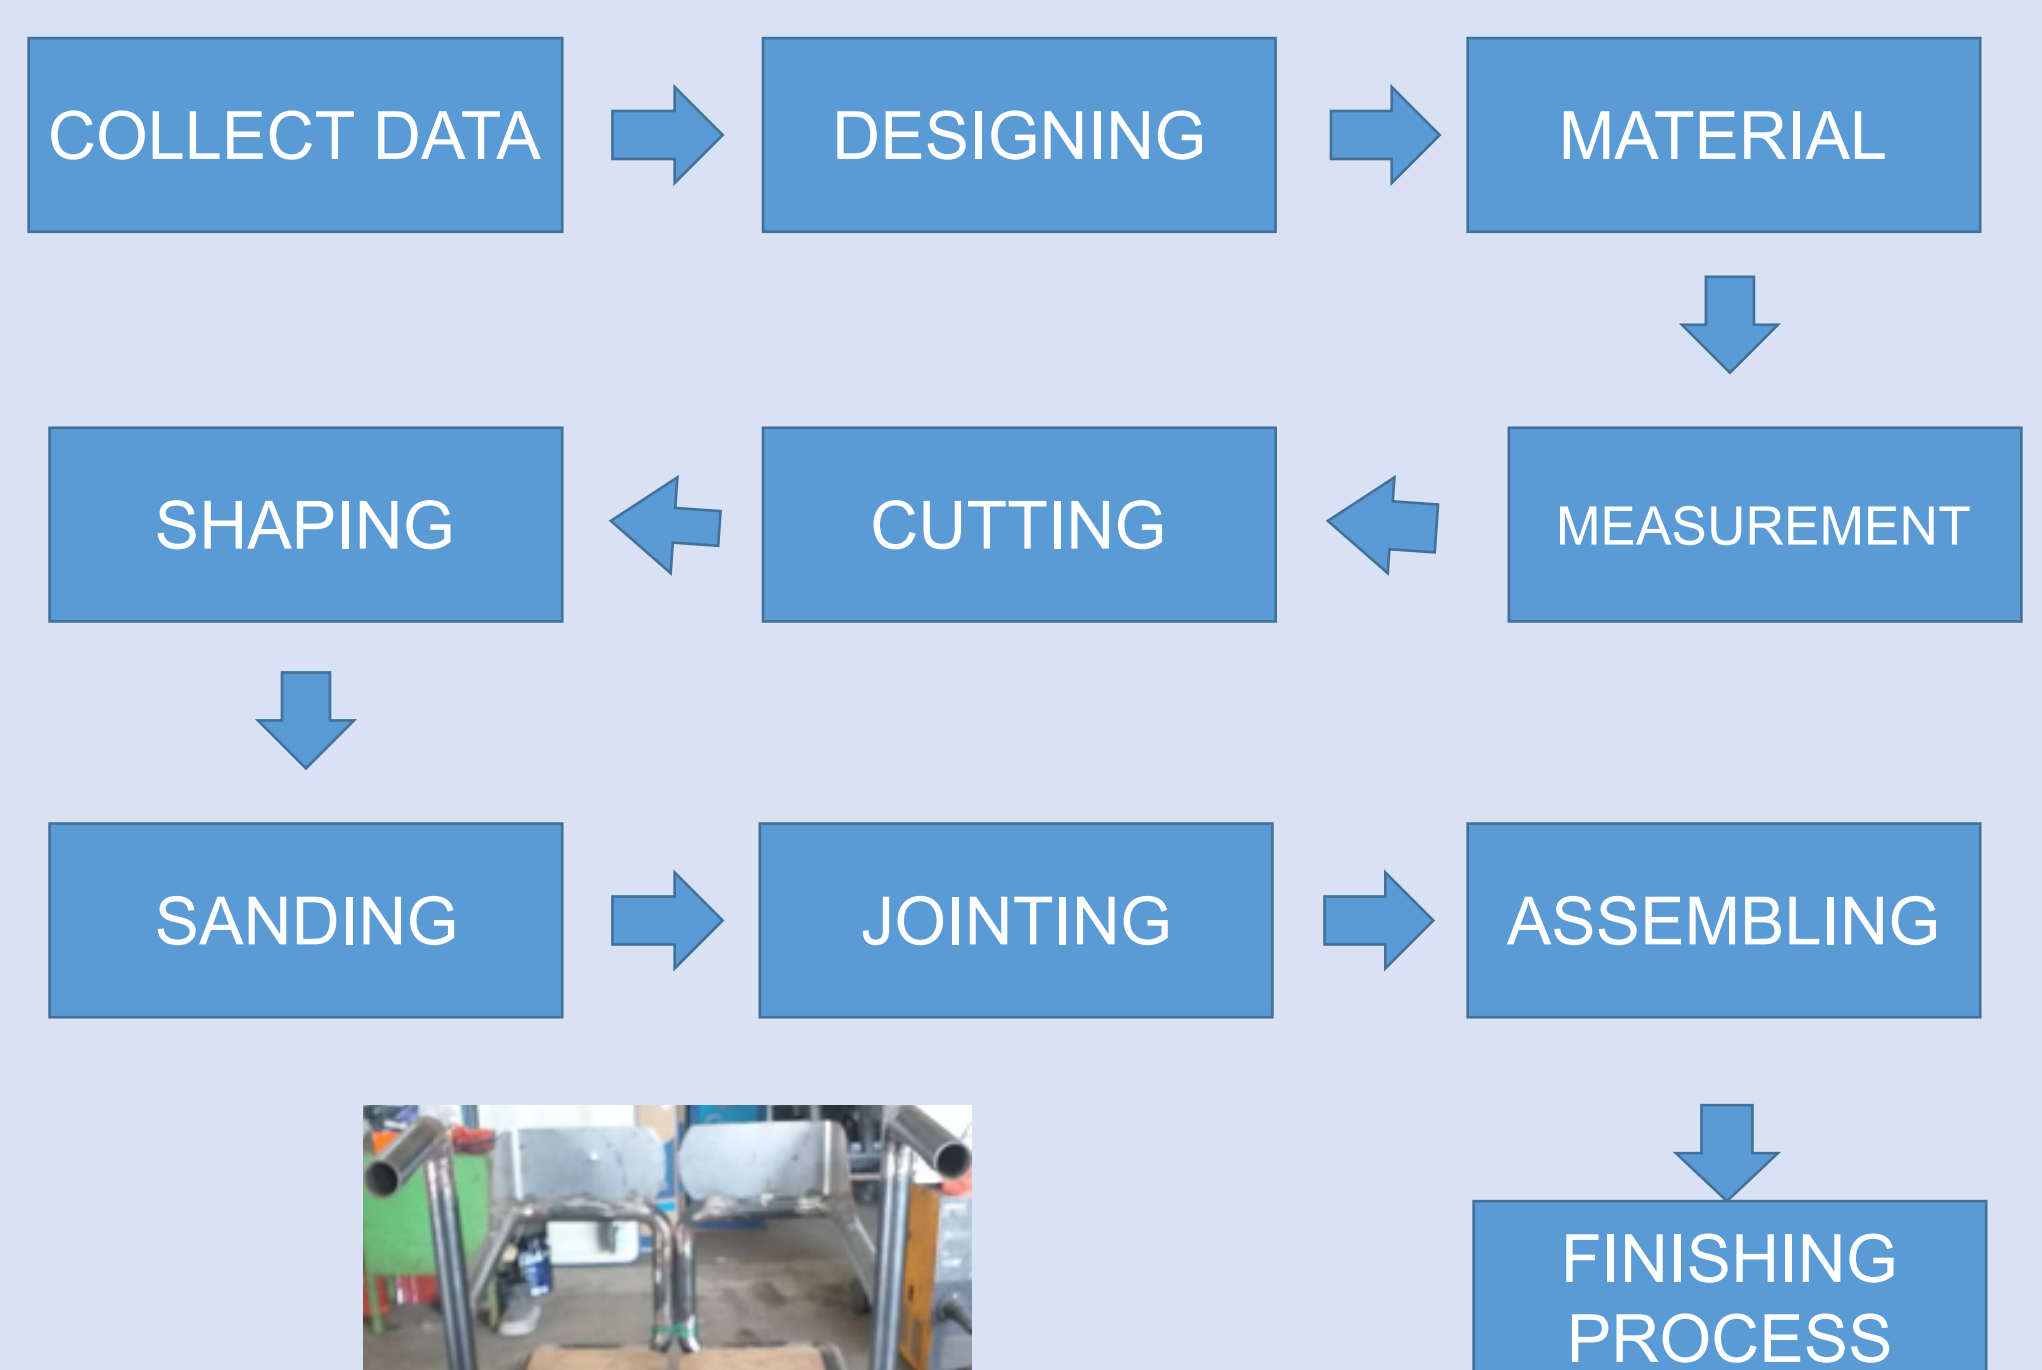 COLLECT DATA
DESIGNING
MATERIAL
MEASUREMENT
CUTTING
SHAPING
SANDING
JOINTING
ASSEMBLING
FINISHING
PROCESS